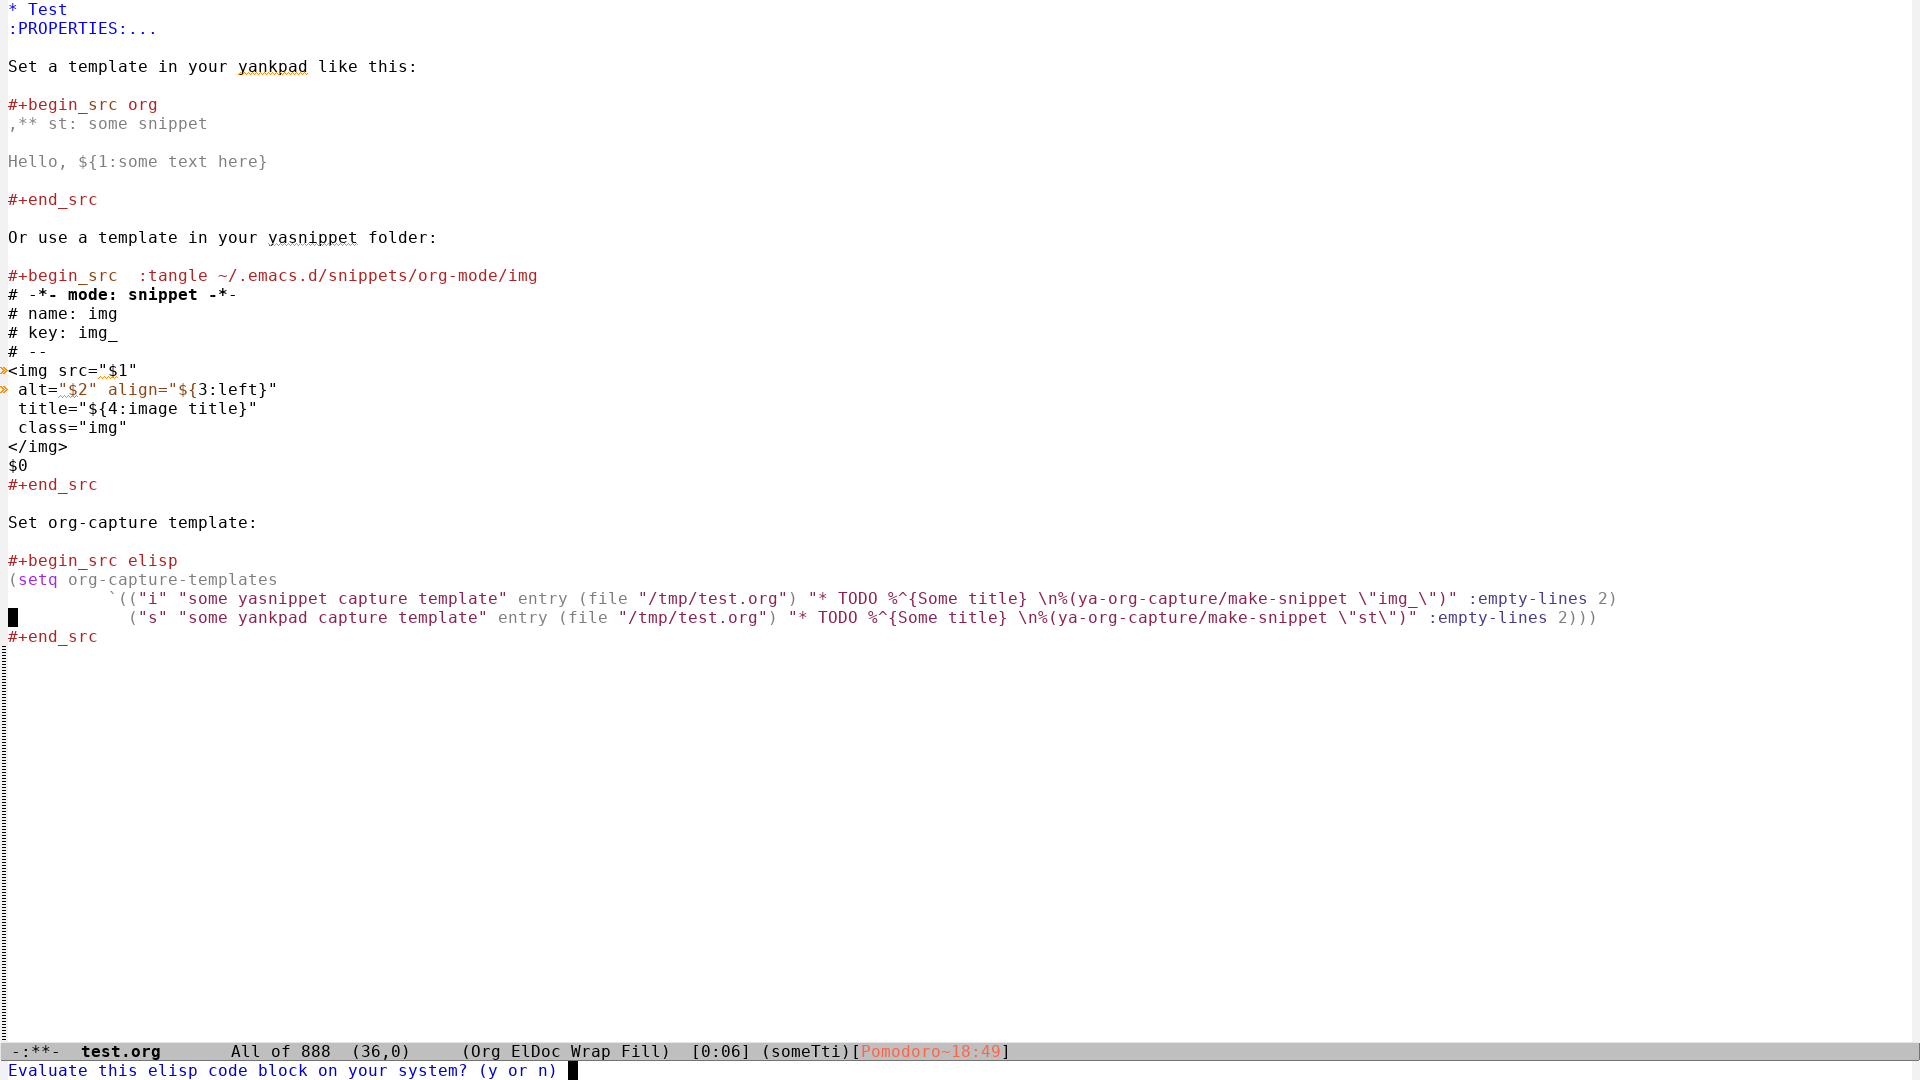 * Test
:PROPERTIES:...
Set a template in your yankpad like this:
#+begin_src org
,** st: some snippet
Hello, ${1:some text here}
#+end_src
Or use a template in your yasnippet folder:
#+begin_src  :tangle ~/.emacs.d/snippets/org-mode/img
# -*- mode: snippet -*-
# name: img
# key: img_
# --
<img src="$1"
 alt="$2" align="${3:left}"
 title="${4:image title}"
 class="img"
</img>
$0
#+end_src
Set org-capture template:
#+begin_src elisp
(setq org-capture-templates
          `(("i" "some yasnippet capture template" entry (file "/tmp/test.org") "* TODO %^{Some title} \n%(ya-org-capture/make-snippet \"img_\")" :empty-lines 2)
            ("s" "some yankpad capture template" entry (file "/tmp/test.org") "* TODO %^{Some title} \n%(ya-org-capture/make-snippet \"st\")" :empty-lines 2)))
#+end_src
-:**-  test.org       All of 888  (36,0)     (Org ElDoc Wrap Fill)  [0:06] (someTti)[Pomodoro~18:49]
Evaluate this elisp code block on your system? (y or n)